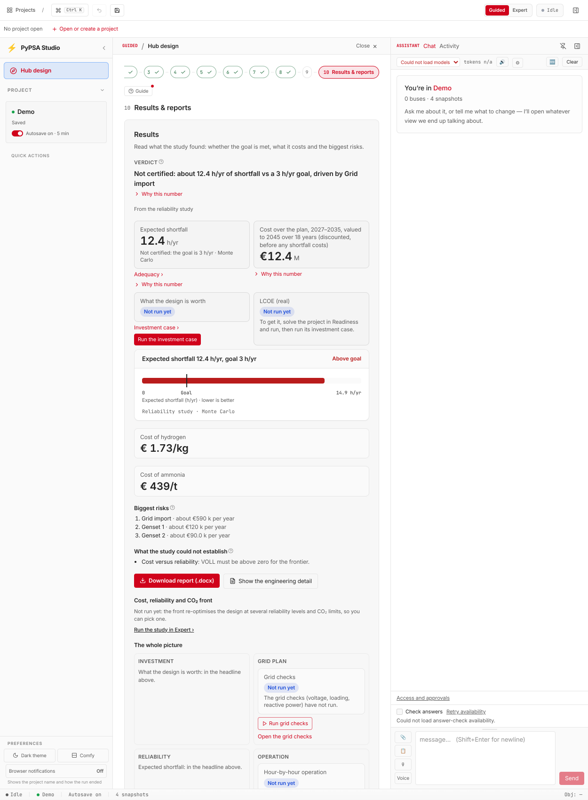 Projects / ⌘ Ctrl K Guided Expert Idle
No project open + Open or create a project
PyPSA Studio
Hub design
PROJECT
Demo
Saved
Autosave on · 5 min
QUICK ACTIONS
PREFERENCES
Dark theme Comfy
Browser notifications Off
Shows the project name and how the run ended
GUIDED / Hub design Close ×
3 ✓ 4 ✓ 5 ✓ 6 ✓ 7 ✓ 8 ✓ 9 10 Results & reports
Guide
10 Results & reports
Results
Read what the study found: whether the goal is met, what it costs and the biggest risks.
VERDICT
Not certified: about 12.4 h/yr of shortfall vs a 3 h/yr goal, driven by Grid
import
› Why this number
From the reliability study
Expected shortfall
12.4 h/yr
Not certified: the goal is 3 h/yr · Monte
Carlo
Adequacy ›
› Why this number
Cost over the plan, 2027–2035, valued
to 2045 over 18 years (discounted,
before any shortfall costs)
€12.4 M
› Why this number
What the design is worth
Not run yet
Investment case ›
Run the investment case
LCOE (real)
Not run yet
To get it, solve the project in Readiness
and run, then run its investment case.
Expected shortfall 12.4 h/yr, goal 3 h/yr Above goal
0 Goal 14.9 h/yr
Expected shortfall (h/yr) · lower is better
Reliability study · Monte Carlo
Cost of hydrogen
€ 1.73/kg
Cost of ammonia
€ 439/t
Biggest risks
1. Grid import · about €590 k per year
2. Genset 1 · about €120 k per year
3. Genset 2 · about €90.0 k per year
What the study could not establish
• Cost versus reliability: VOLL must be above zero for the frontier.
Download report (.docx) Show the engineering detail
Cost, reliability and CO₂ front
Not run yet: the front re-optimises the design at several reliability levels and CO₂ limits, so you
can pick one.
Run the study in Expert ›
The whole picture
INVESTMENT
What the design is worth: in the headline
above.
GRID PLAN
Grid checks
Not run yet
The grid checks (voltage, loading,
reactive power) have not run.
Run grid checks
Open the grid checks
RELIABILITY
Expected shortfall: in the headline above.
OPERATION
Hour-by-hour operation
Not run yet
ASSISTANT Chat Activity
Could not load models tokens n/a Clear
You're in Demo
0 buses · 4 snapshots
Ask me about it, or tell me what to change — I'll open whatever
view we end up talking about.
Access and approvals
Check answers Retry availability
Could not load answer-check availability.
message… (Shift+Enter for newline)
Voice
Send
Idle Demo Autosave on 4 snapshots Obj: —